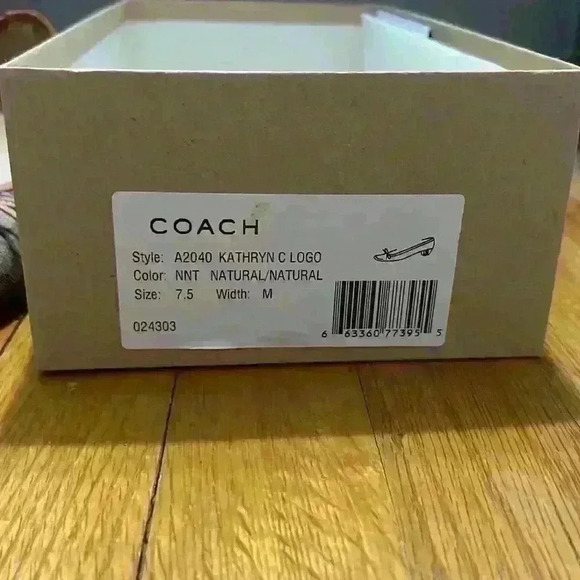 COACH
Style: A2040 KATHRYN C LOGO
Color: NNT NATURAL/NATURAL
Size: 7.5 Width: M
024303
6 63360 77395 5